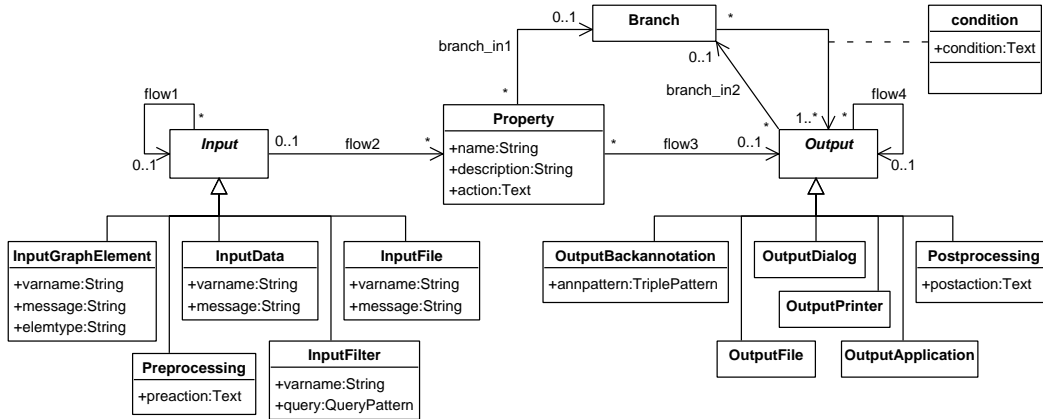 0..1
Branch
*
condition
+condition:Text
branch_in1
0..1
branch_in2
flow1
*
0..1
Input
0..1
flow2
*
*
Property
+name:String
+description:String
+action:Text
*
flow3
*
0..1
1..*
*
flow4
Output
0..1
InputGraphElement
+varname:String
+message:String
+elemtype:String
InputData
+varname:String
+message:String
InputFile
+varname:String
+message:String
Preprocessing
+preaction:Text
InputFilter
+varname:String
+query:QueryPattern
OutputBackannotation
+annpattern:TriplePattern
OutputDialog
OutputPrinter
Postprocessing
+postaction:Text
OutputFile
OutputApplication